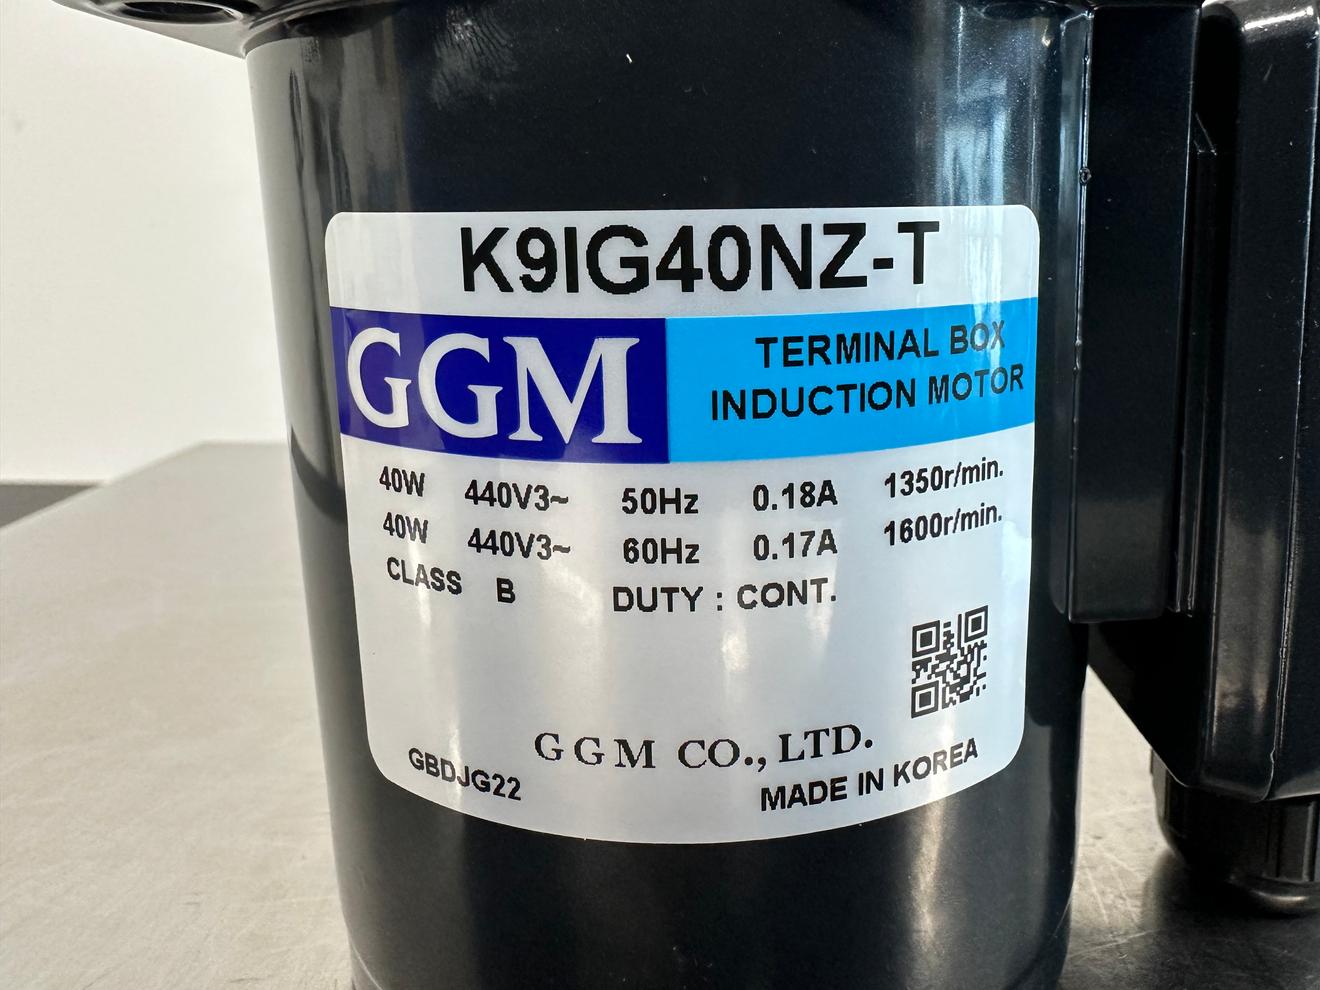 K9IG40NZ-T
GGM
TERMINAL BOX
INDUCTION MOTOR
40W 440V3~ 50Hz 0.18A 1350r/min.
40W 440V3~ 60Hz 0.17A 1600r/min.
CLASS B DUTY : CONT.
GGM CO., LTD.
GBDJG22 MADE IN KOREA